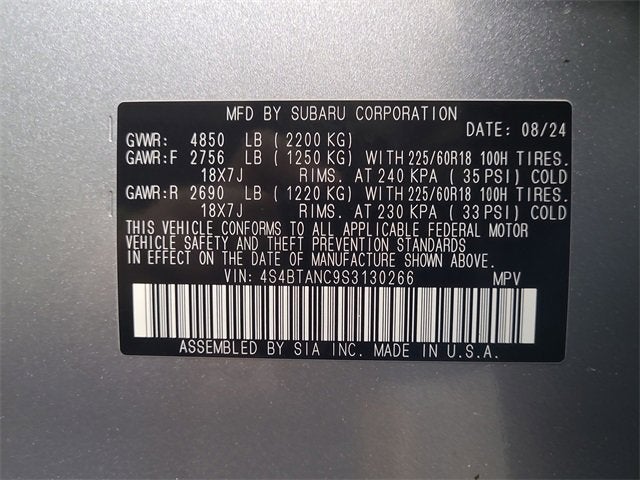 MFD BY SUBARU CORPORATION
DATE: 08/24
GVWR: 4850 LB ( 2200 KG)
GAWR:F 2756 LB ( 1250 KG) WITH 225/60R18 100H TIRES.
18X7J RIMS. AT 240 KPA ( 35 PSI) COLD
GAWR:R 2690 LB ( 1220 KG) WITH 225/60R18 100H TIRES.
18X7J RIMS. AT 230 KPA ( 33 PSI) COLD
THIS VEHICLE CONFORMS TO ALL APPLICABLE FEDERAL MOTOR
VEHICLE SAFETY AND THEFT PREVENTION STANDARDS
IN EFFECT ON THE DATE OF MANUFACTURE SHOWN ABOVE.
VIN: 4S4BTANC9S3130266 MPV
ASSEMBLED BY SIA INC. MADE IN U.S.A.